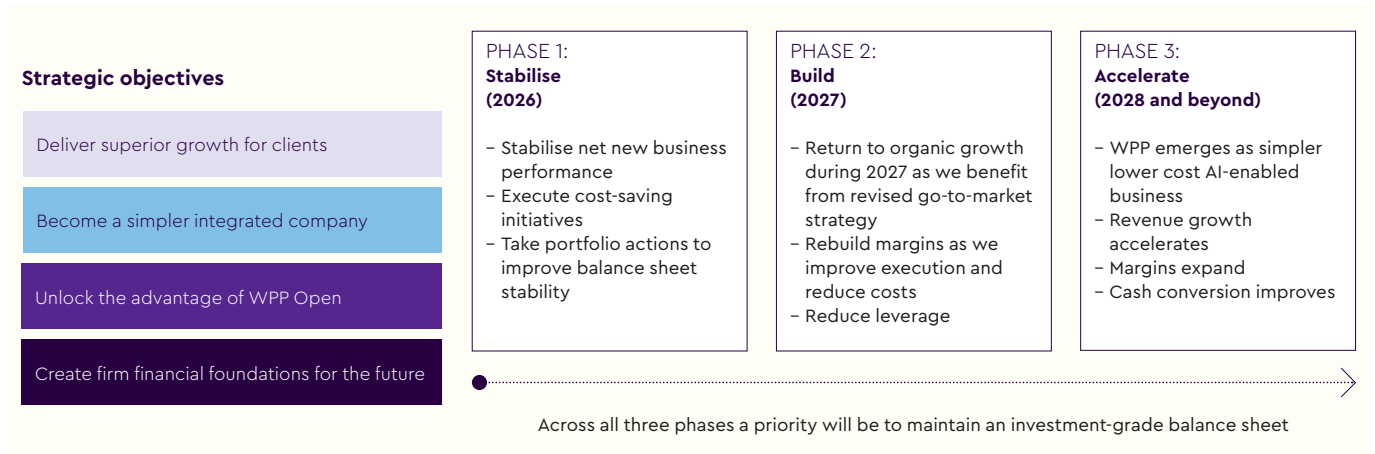 Strategic objectives
Deliver superior growth for clients
Become a simpler integrated company
Unlock the advantage of WPP Open
Create firm financial foundations for the future
PHASE 1:
Stabilise
(2026)
– Stabilise net new business
performance
– Execute cost-saving
initiatives
– Take portfolio actions to
improve balance sheet
stability
PHASE 2:
Build
(2027)
– Return to organic growth
during 2027 as we benefit
from revised go-to-market
strategy
– Rebuild margins as we
improve execution and
reduce costs
– Reduce leverage
PHASE 3:
Accelerate
(2028 and beyond)
– WPP emerges as simpler
lower cost AI-enabled
business
– Revenue growth
accelerates
– Margins expand
– Cash conversion improves
Across all three phases a priority will be to maintain an investment-grade balance sheet